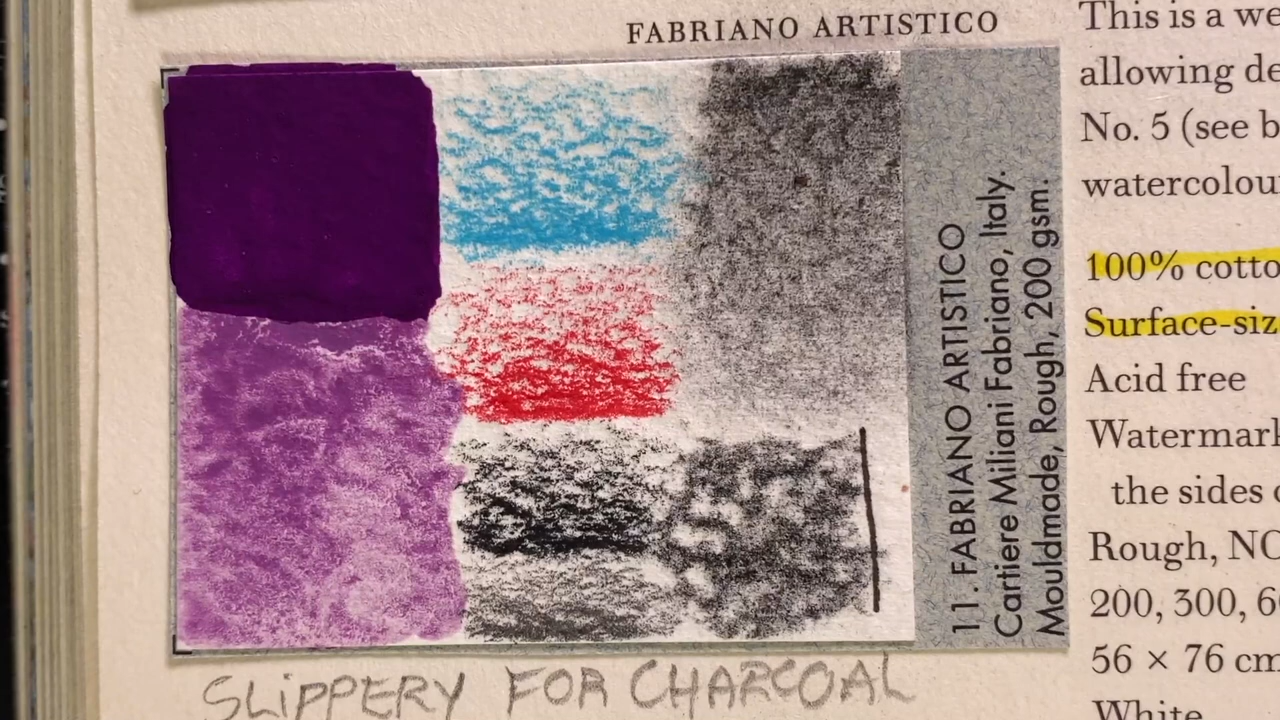 FABRIANO ARTISTICO
11. FABRIANO ARTISTICO
Cartiere Miliani Fabriano, Italy.
Mouldmade, Rough, 200 gsm.
SLiPPERY FOR CHARCOAL
This is a we
allowing de
No. 5 (see b
watercolou
100% cotto
Surface-siz
Acid free
Watermark
the sides
Rough, NO
200, 300, 6
56 × 76 cm
White